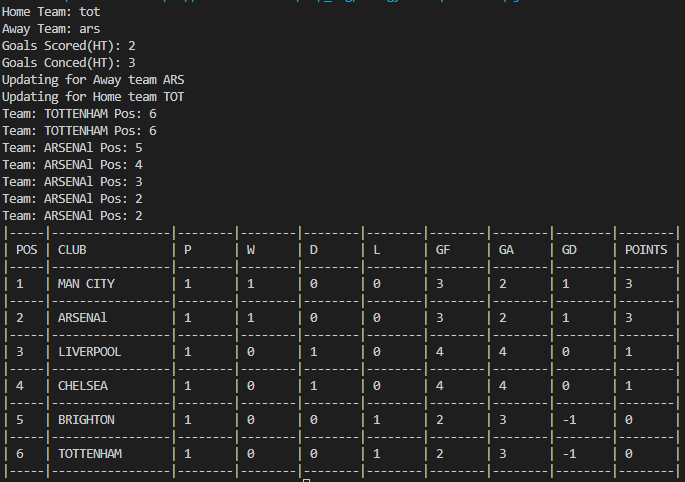 Home Team: tot
Away Team: ars
Goals Scored(HT): 2
Goals Conced(HT): 3
Updating for Away team ARS
Updating for Home team TOT
Team: TOTTENHAM Pos: 6
Team: TOTTENHAM Pos: 6
Team: ARSENAl Pos: 5
Team: ARSENAl Pos: 4
Team: ARSENAl Pos: 3
Team: ARSENAl Pos: 2
Team: ARSENAl Pos: 2
|-----|-----------------|--------|--------|--------|--------|--------|--------|--------|--------|
| POS | CLUB | P | W | D | L | GF | GA | GD | POINTS |
|-----|-----------------|--------|--------|--------|--------|--------|--------|--------|--------|
| 1 | MAN CITY | 1 | 1 | 0 | 0 | 3 | 2 | 1 | 3 |
|-----|-----------------|--------|--------|--------|--------|--------|--------|--------|--------|
| 2 | ARSENAl | 1 | 1 | 0 | 0 | 3 | 2 | 1 | 3 |
|-----|-----------------|--------|--------|--------|--------|--------|--------|--------|--------|
| 3 | LIVERPOOL | 1 | 0 | 1 | 0 | 4 | 4 | 0 | 1 |
|-----|-----------------|--------|--------|--------|--------|--------|--------|--------|--------|
| 4 | CHELSEA | 1 | 0 | 1 | 0 | 4 | 4 | 0 | 1 |
|-----|-----------------|--------|--------|--------|--------|--------|--------|--------|--------|
| 5 | BRIGHTON | 1 | 0 | 0 | 1 | 2 | 3 | -1 | 0 |
|-----|-----------------|--------|--------|--------|--------|--------|--------|--------|--------|
| 6 | TOTTENHAM | 1 | 0 | 0 | 1 | 2 | 3 | -1 | 0 |
|-----|-----------------|--------|--------|--------|--------|--------|--------|--------|--------|